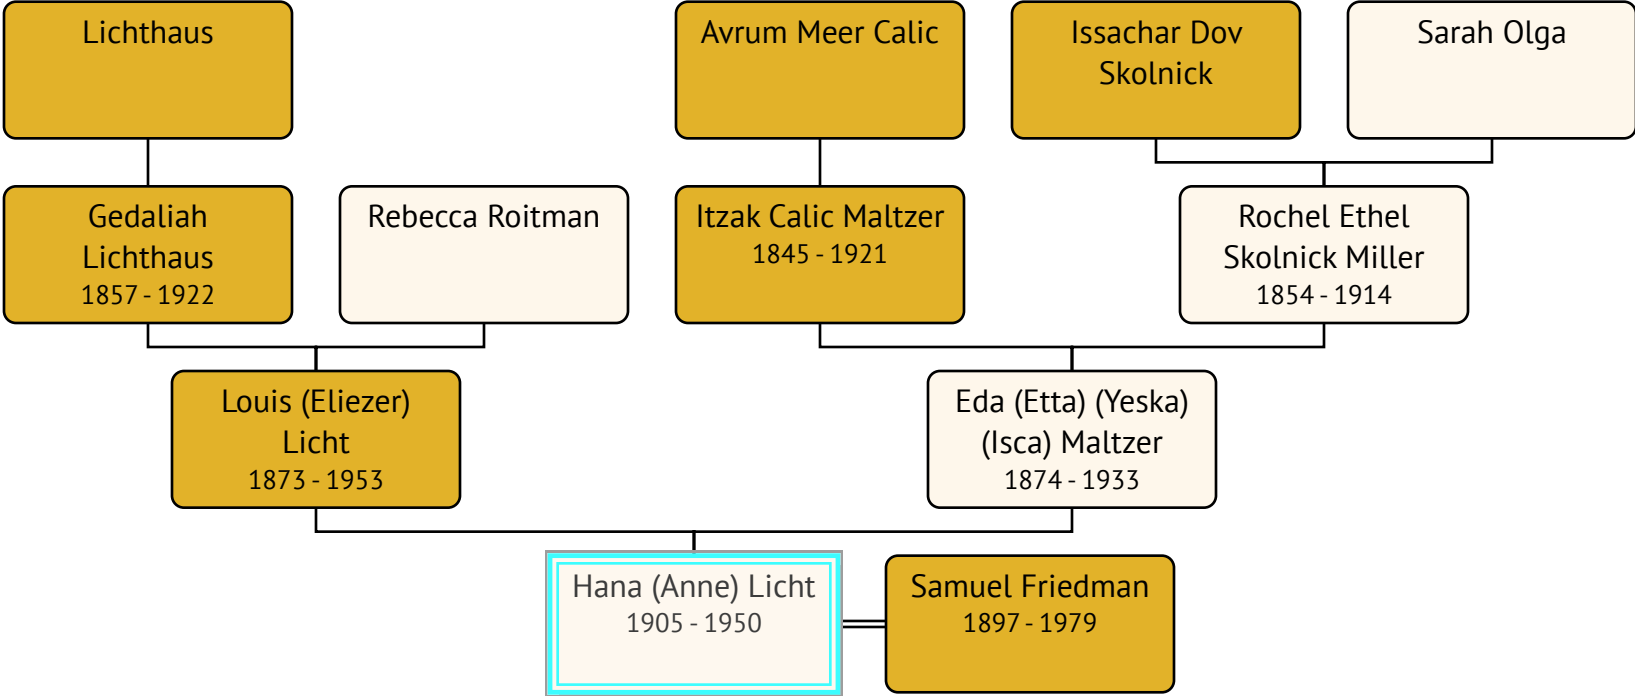 Lichthaus
Avrum Meer Calic
Issachar Dov
Skolnick
Sarah Olga
Gedaliah
Lichthaus
1857 - 1922
Rebecca Roitman
Itzak Calic Maltzer
1845 - 1921
Rochel Ethel
Skolnick Miller
1854 - 1914
Louis (Eliezer)
Licht
1873 - 1953
Eda (Etta) (Yeska)
(Isca) Maltzer
1874 - 1933
Hana (Anne) Licht
1905 - 1950
Samuel Friedman
1897 - 1979